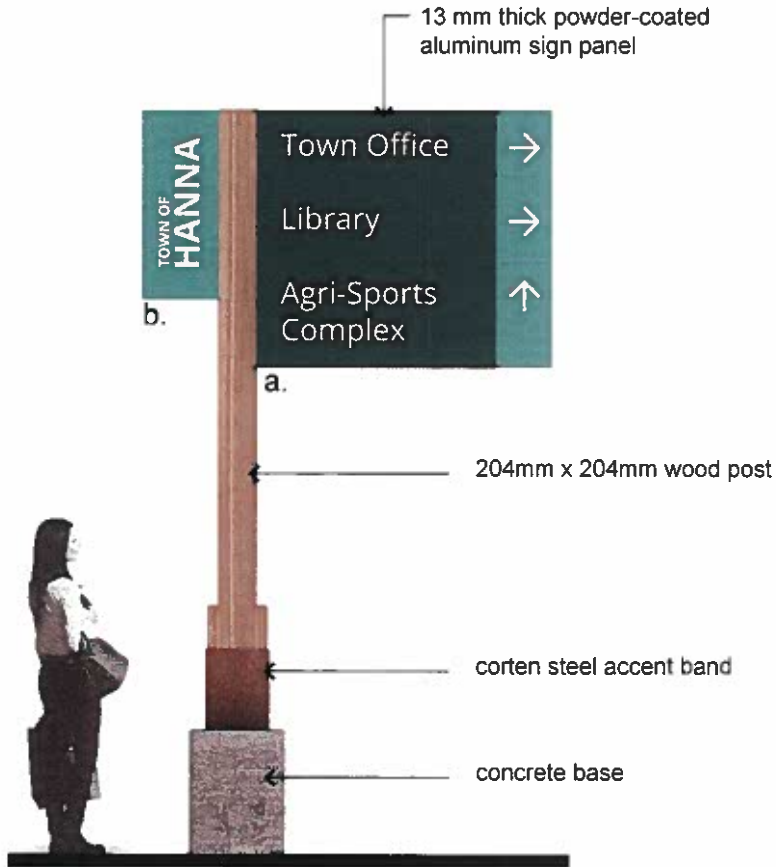 13 mm thick powder-coated
aluminum sign panel
TOWN OF
HANNA
Town Office →
Library →
Agri-Sports ↑
Complex
b.
a.
204mm x 204mm wood post
corten steel accent band
concrete base